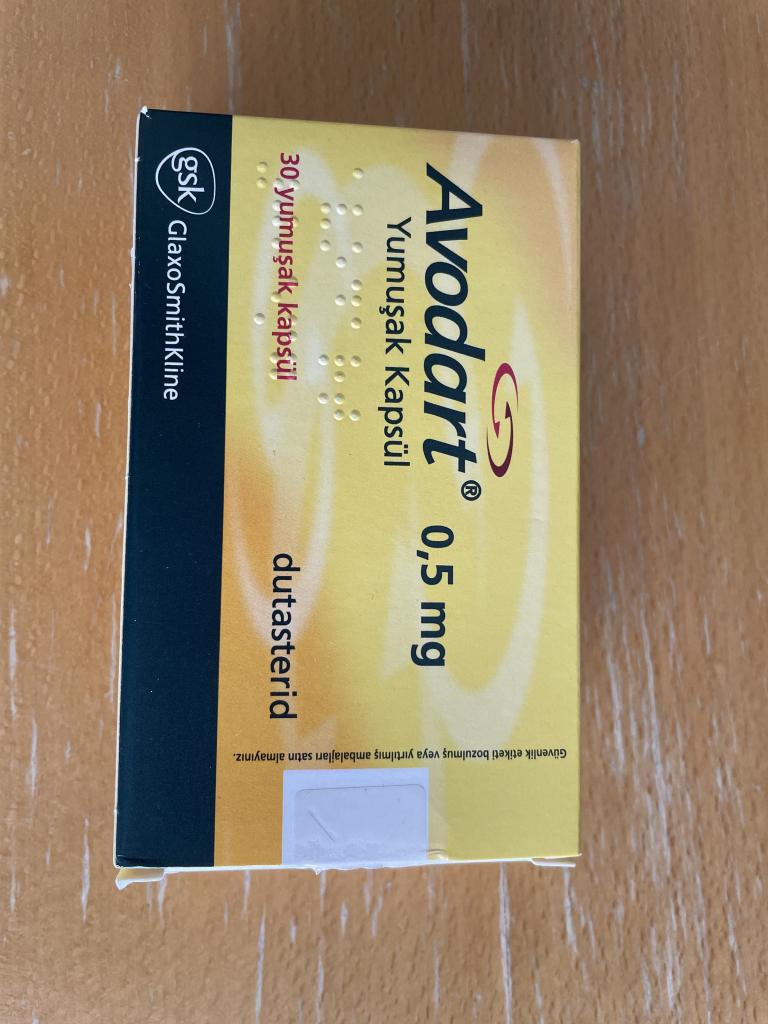 Avodart® 0,5 mg
Yumuşak Kapsül
30 yumuşak kapsül
dutasterid
gsk GlaxoSmithKline
Güvenlik etiketi bozulmuş veya yırtılmış ambalajları satın almayınız.